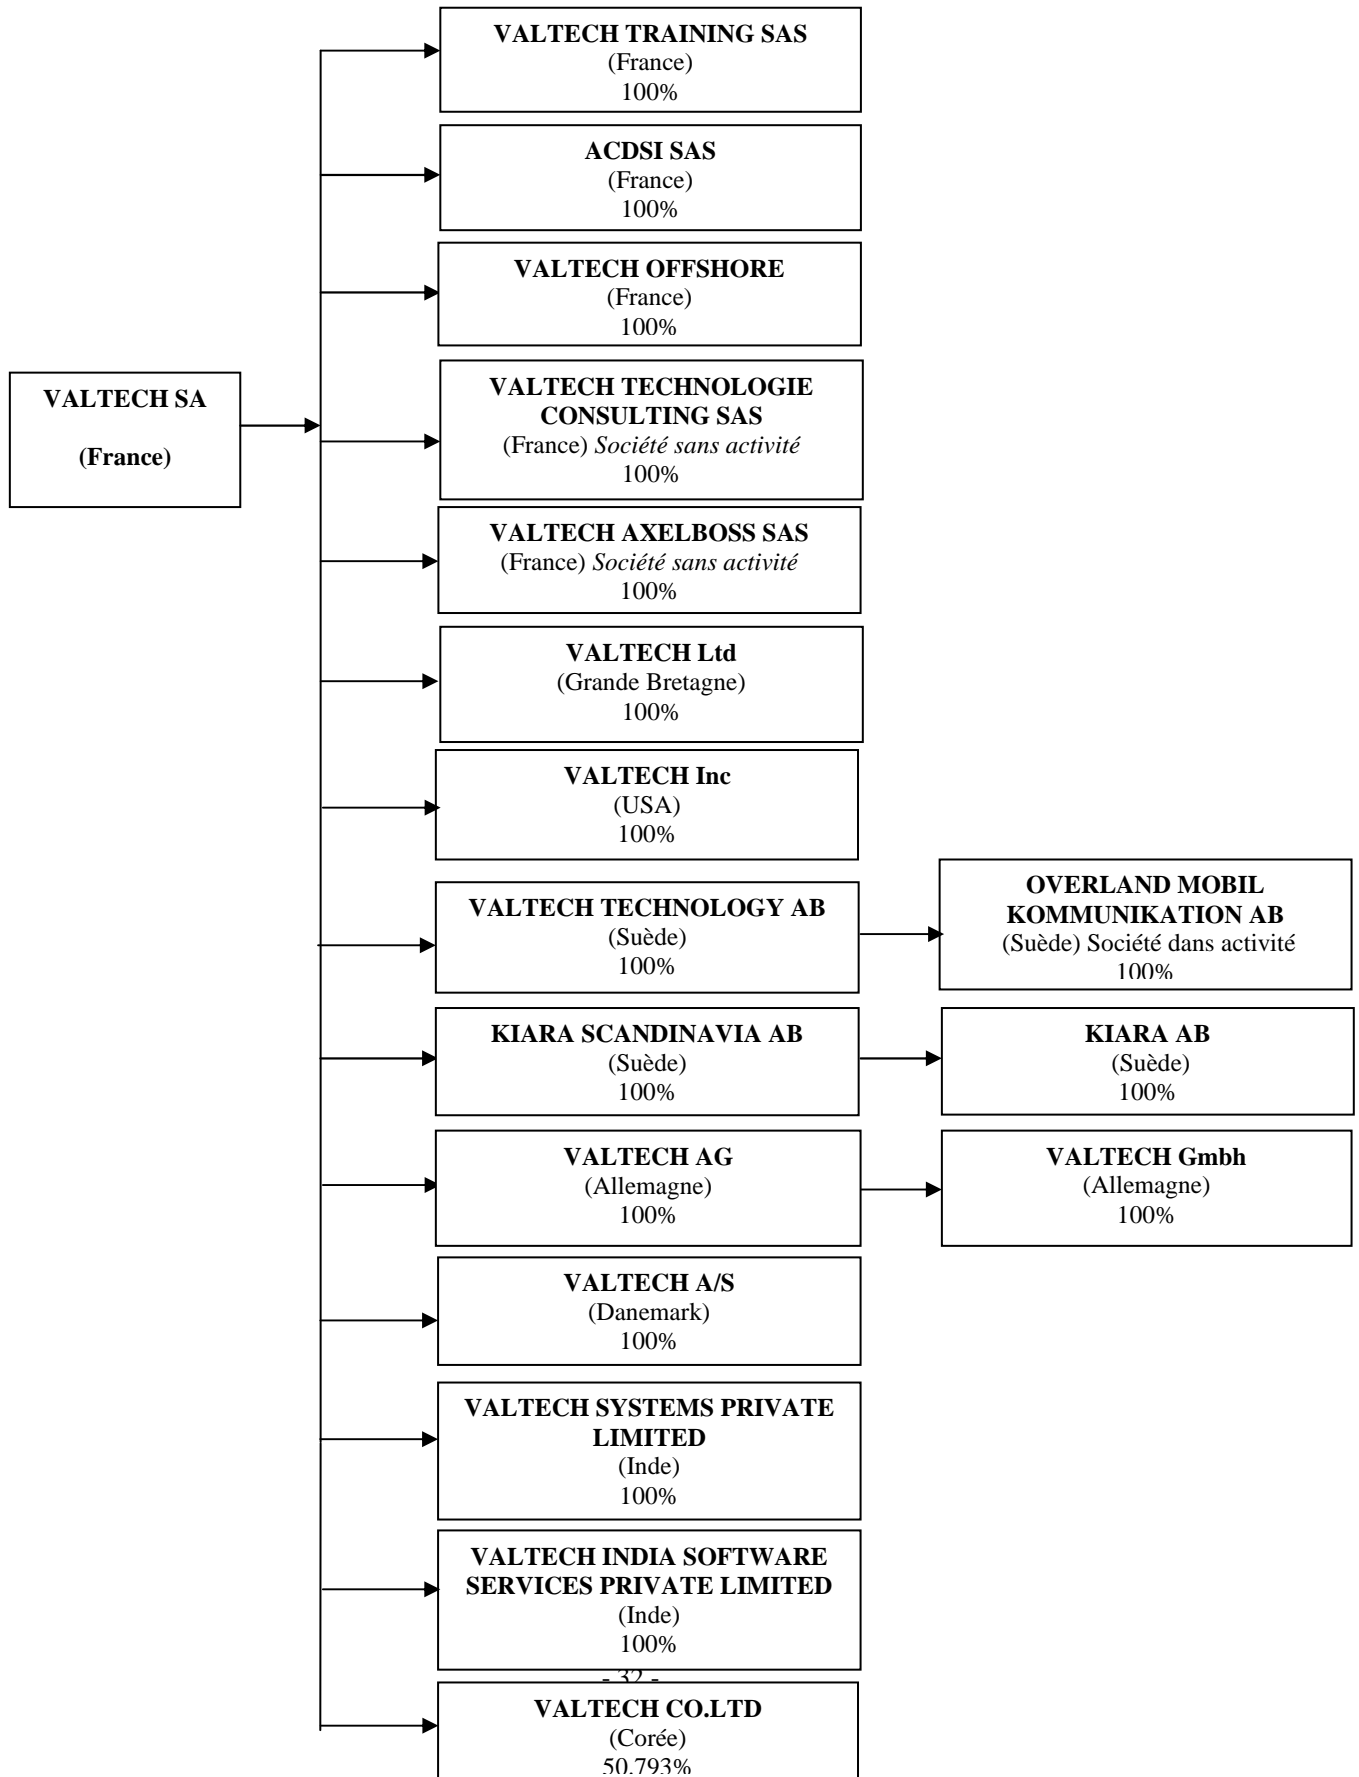 VALTECH TRAINING SAS
(France)
100%
ACDSI SAS
(France)
100%
VALTECH OFFSHORE
(France)
100%
VALTECH SA
(France)
VALTECH TECHNOLOGIE
CONSULTING SAS
(France) Société sans activité
100%
VALTECH AXELBOSS SAS
(France) Société sans activité
100%
VALTECH Ltd
(Grande Bretagne)
100%
VALTECH Inc
(USA)
100%
VALTECH TECHNOLOGY AB
(Suède)
100%
OVERLAND MOBIL
KOMMUNIKATION AB
(Suède) Société dans activité
100%
KIARA SCANDINAVIA AB
(Suède)
100%
KIARA AB
(Suède)
100%
VALTECH AG
(Allemagne)
100%
VALTECH Gmbh
(Allemagne)
100%
VALTECH A/S
(Danemark)
100%
VALTECH SYSTEMS PRIVATE
LIMITED
(Inde)
100%
VALTECH INDIA SOFTWARE
SERVICES PRIVATE LIMITED
(Inde)
100%
- 32 -
VALTECH CO.LTD
(Corée)
50.793%